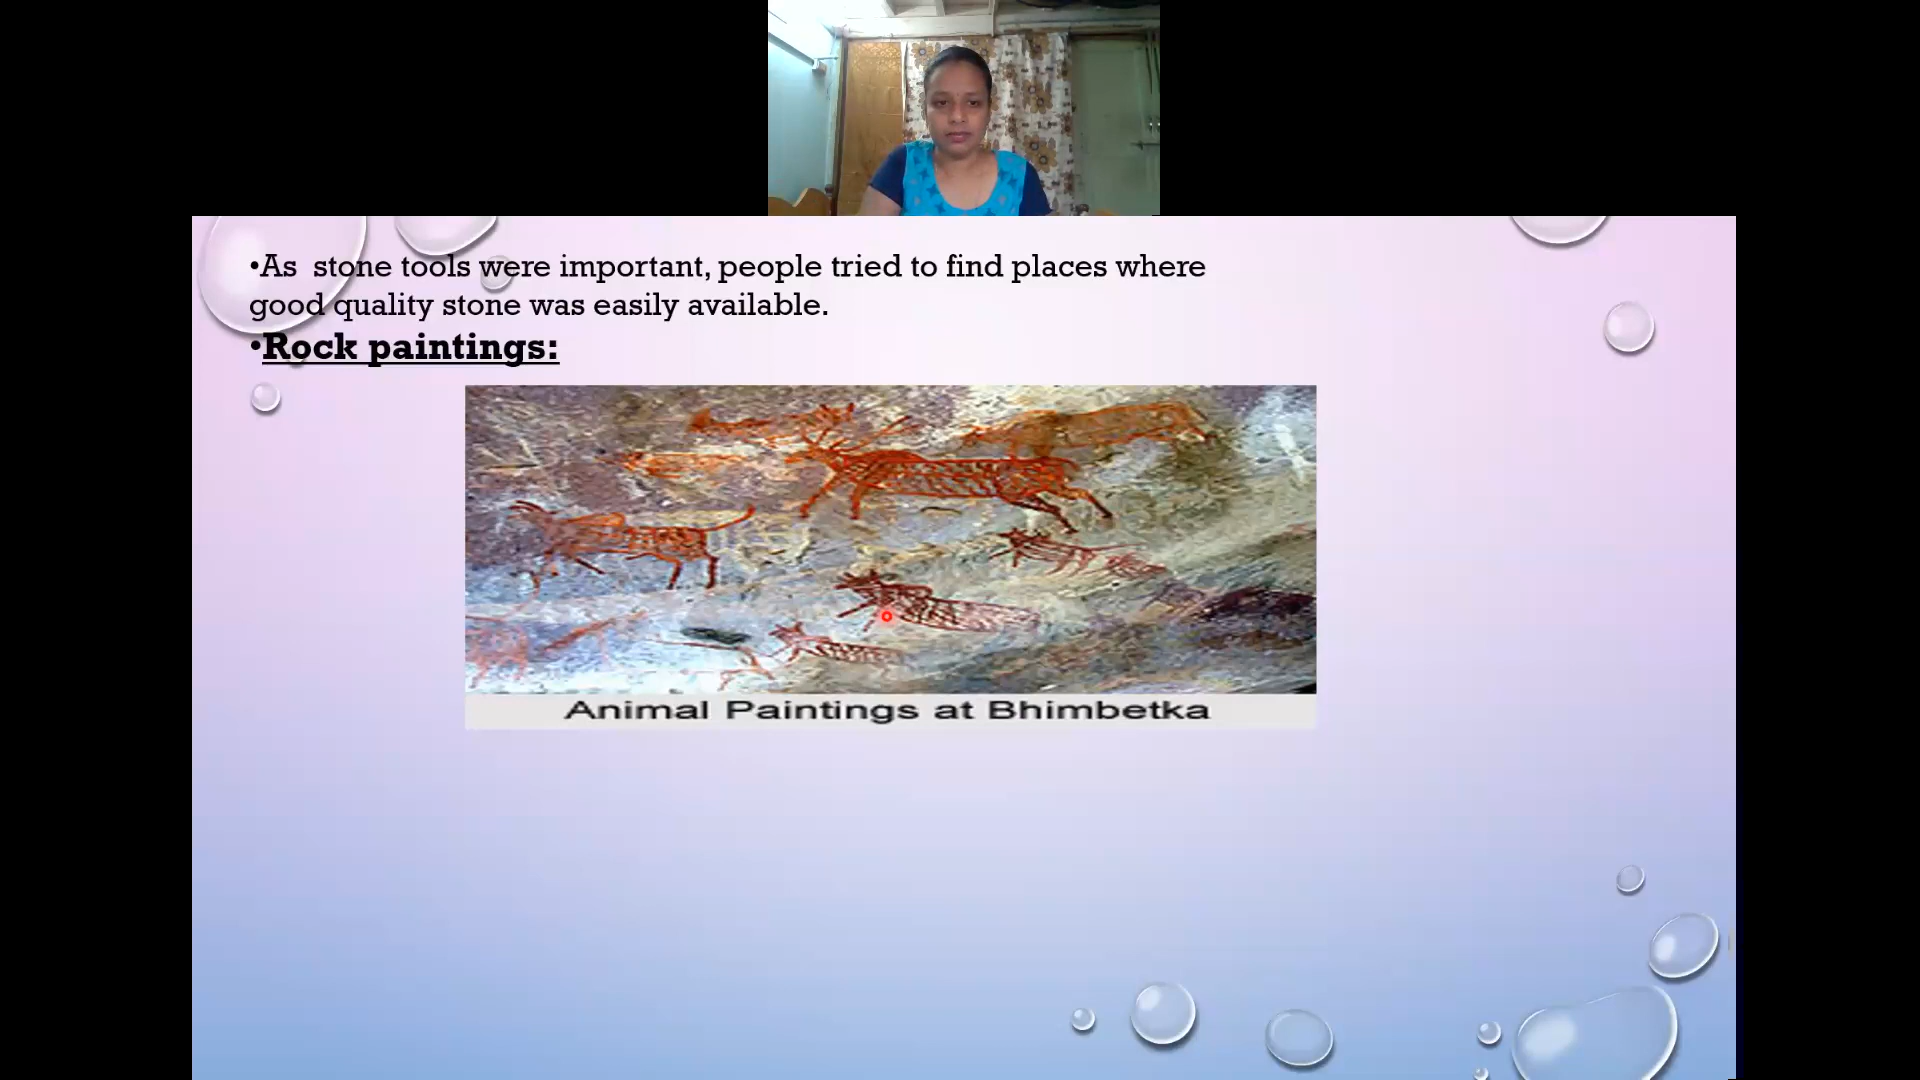 •As  stone tools were important, people tried to find places where
good quality stone was easily available.
•Rock paintings:
Animal Paintings at Bhimbetka